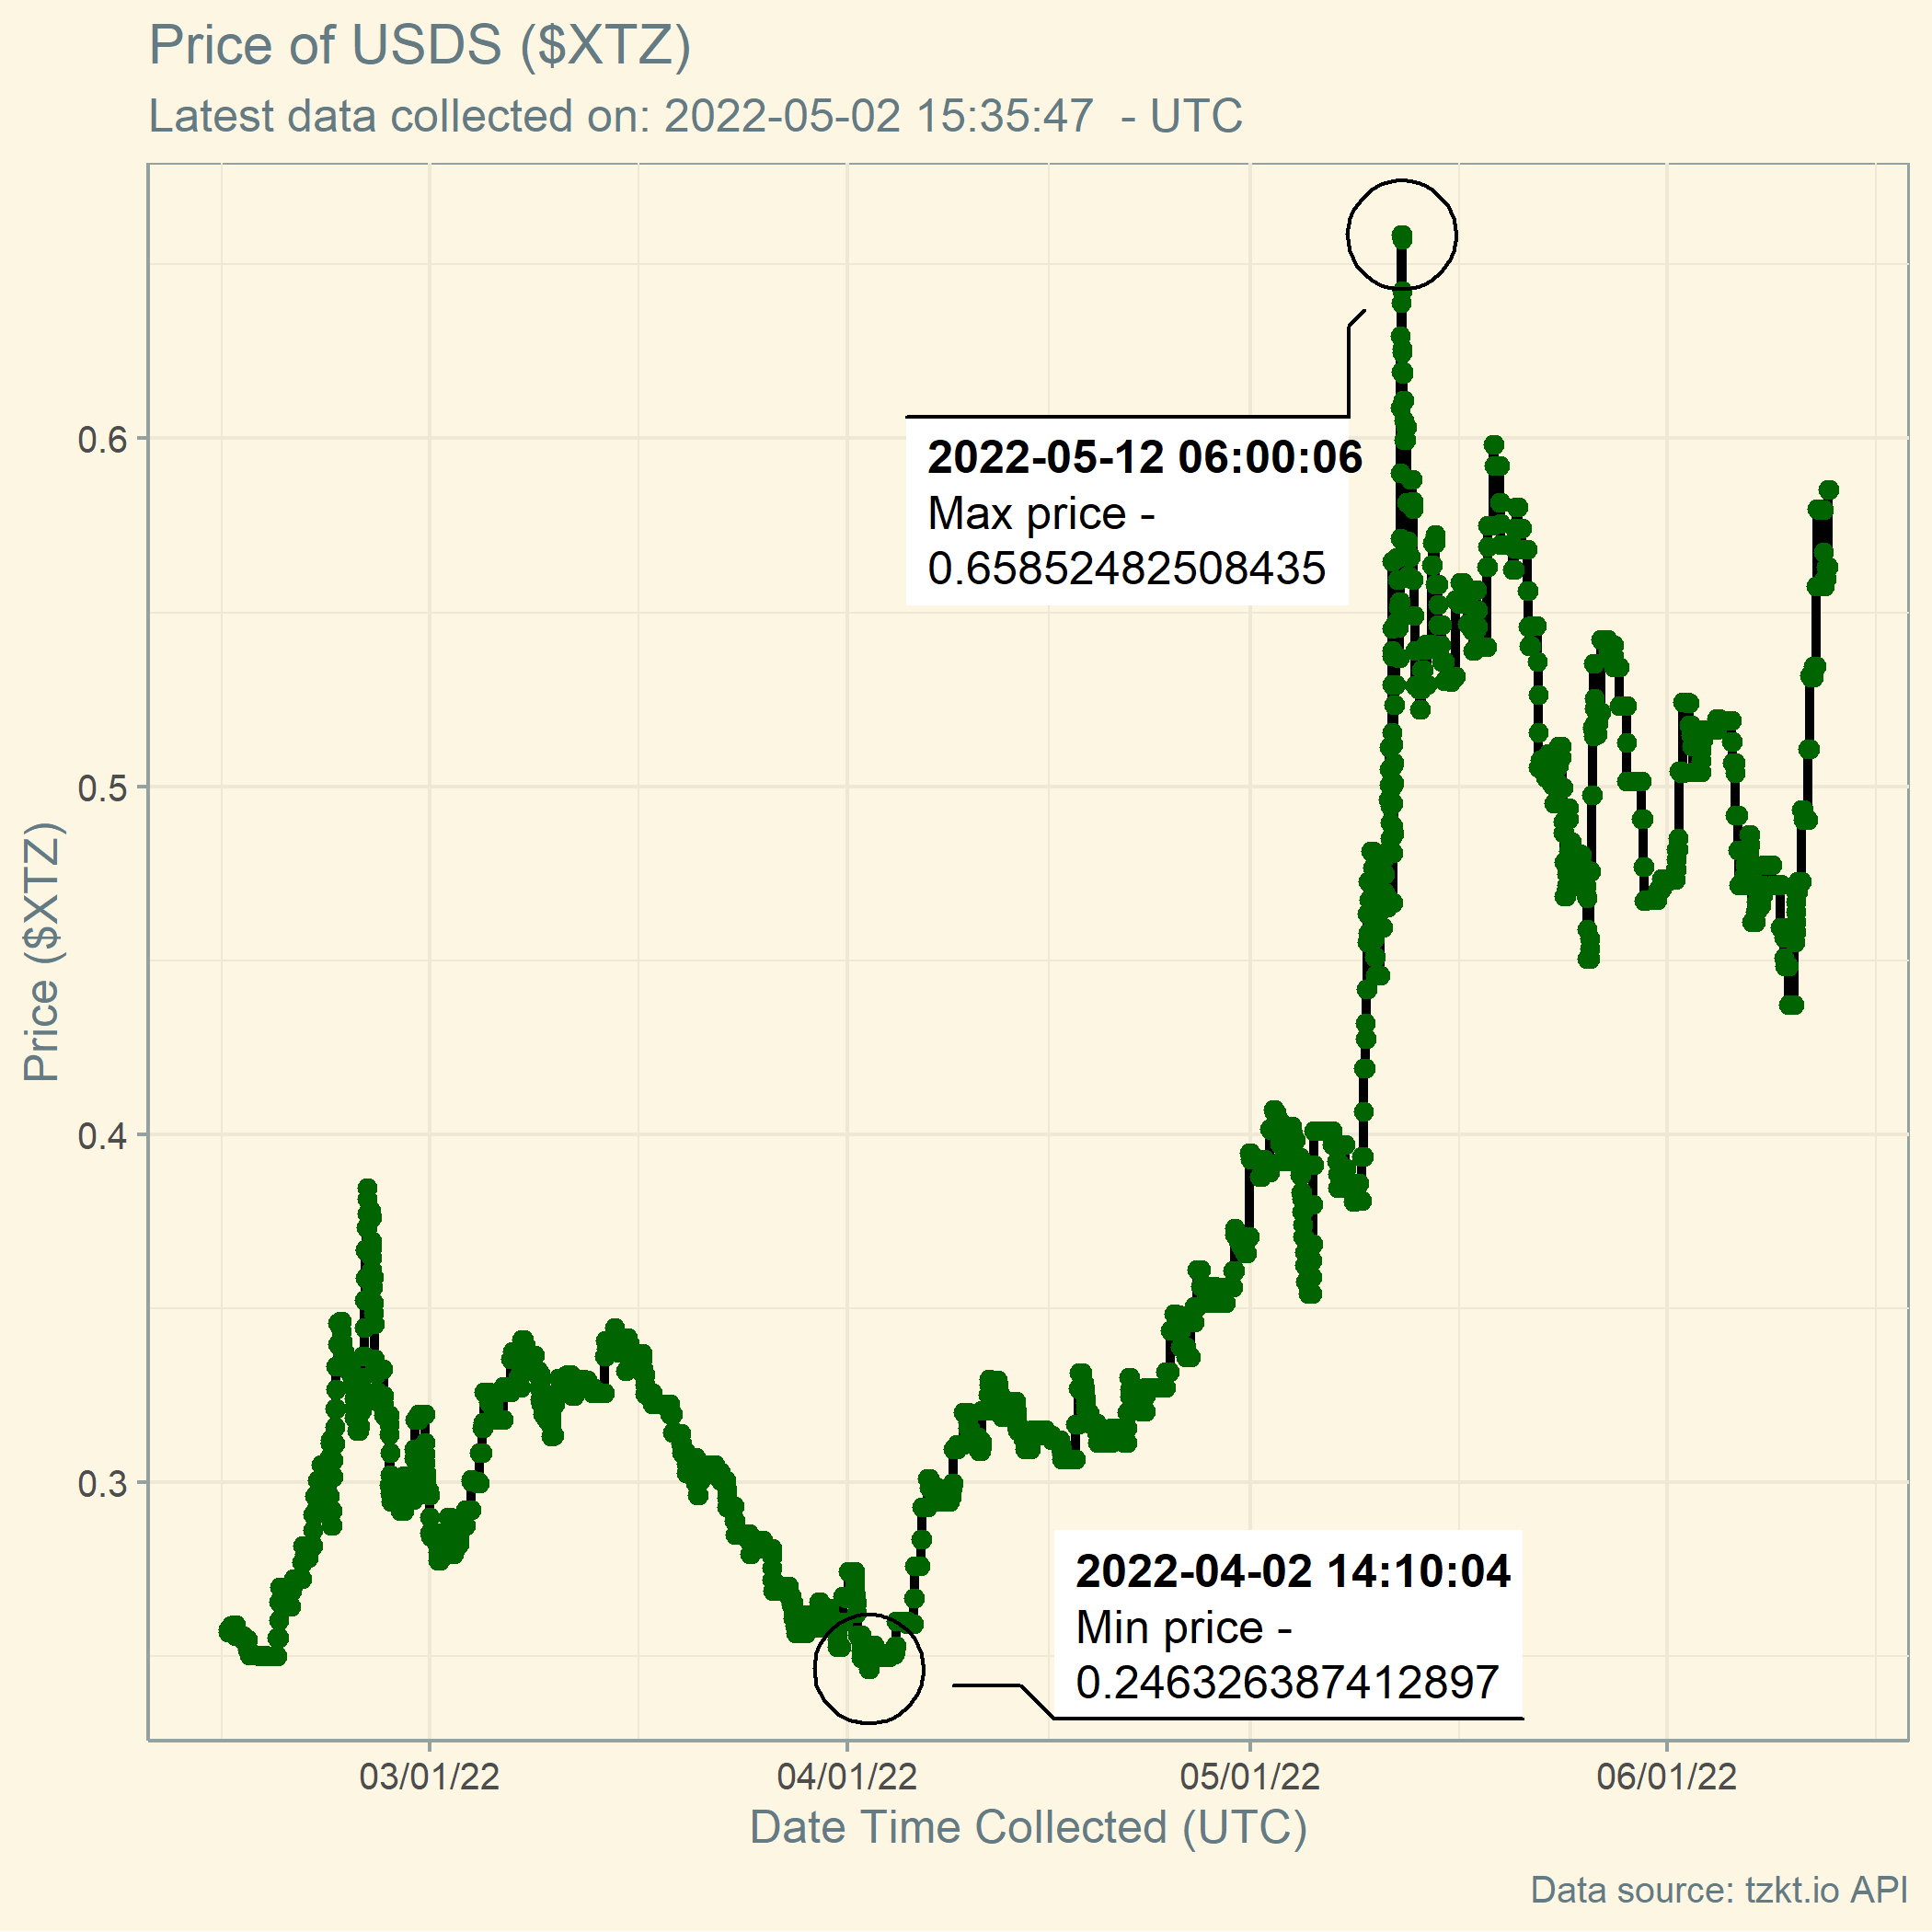 Price of USDS ($XTZ)
Latest data collected on: 2022-05-02 15:35:47  - UTC
Price ($XTZ)
0.6
0.5
0.4
0.3
2022-05-12 06:00:06
Max price -
0.65852482508435
2022-04-02 14:10:04
Min price -
0.246326387412897
03/01/22
04/01/22
05/01/22
06/01/22
Date Time Collected (UTC)
Data source: tzkt.io API